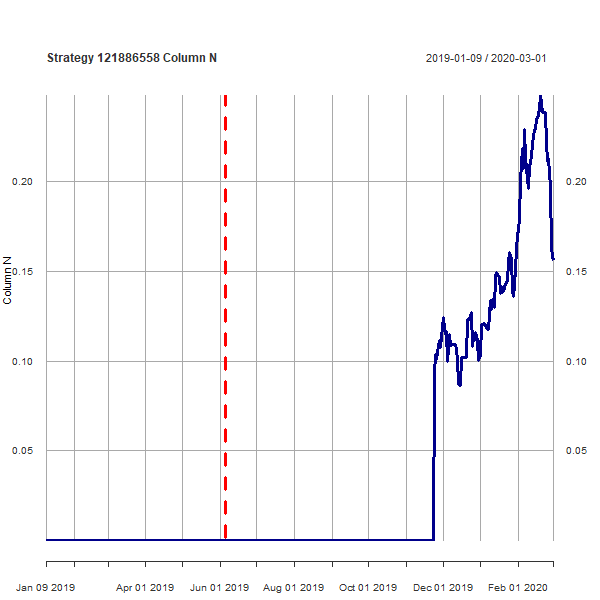 Strategy 121886558 Column N
2019-01-09 / 2020-03-01
Column N
0.20
0.20
0.15
0.15
0.10
0.10
0.05
0.05
Jan 09 2019
Apr 01 2019
Jun 01 2019
Aug 01 2019
Oct 01 2019
Dec 01 2019
Feb 01 2020